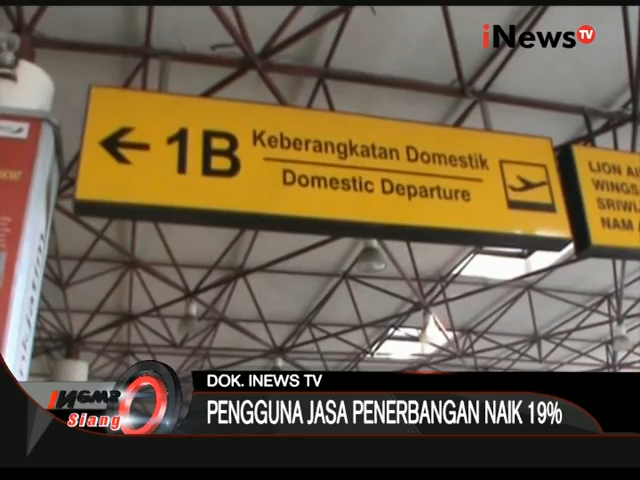 iNews TV
1B
Keberangkatan Domestik
Domestic Departure
LION AI
WINGS
SRIWI
NAM A
Siang
DOK. INEWS TV
PENGGUNA JASA PENERBANGAN NAIK 19%